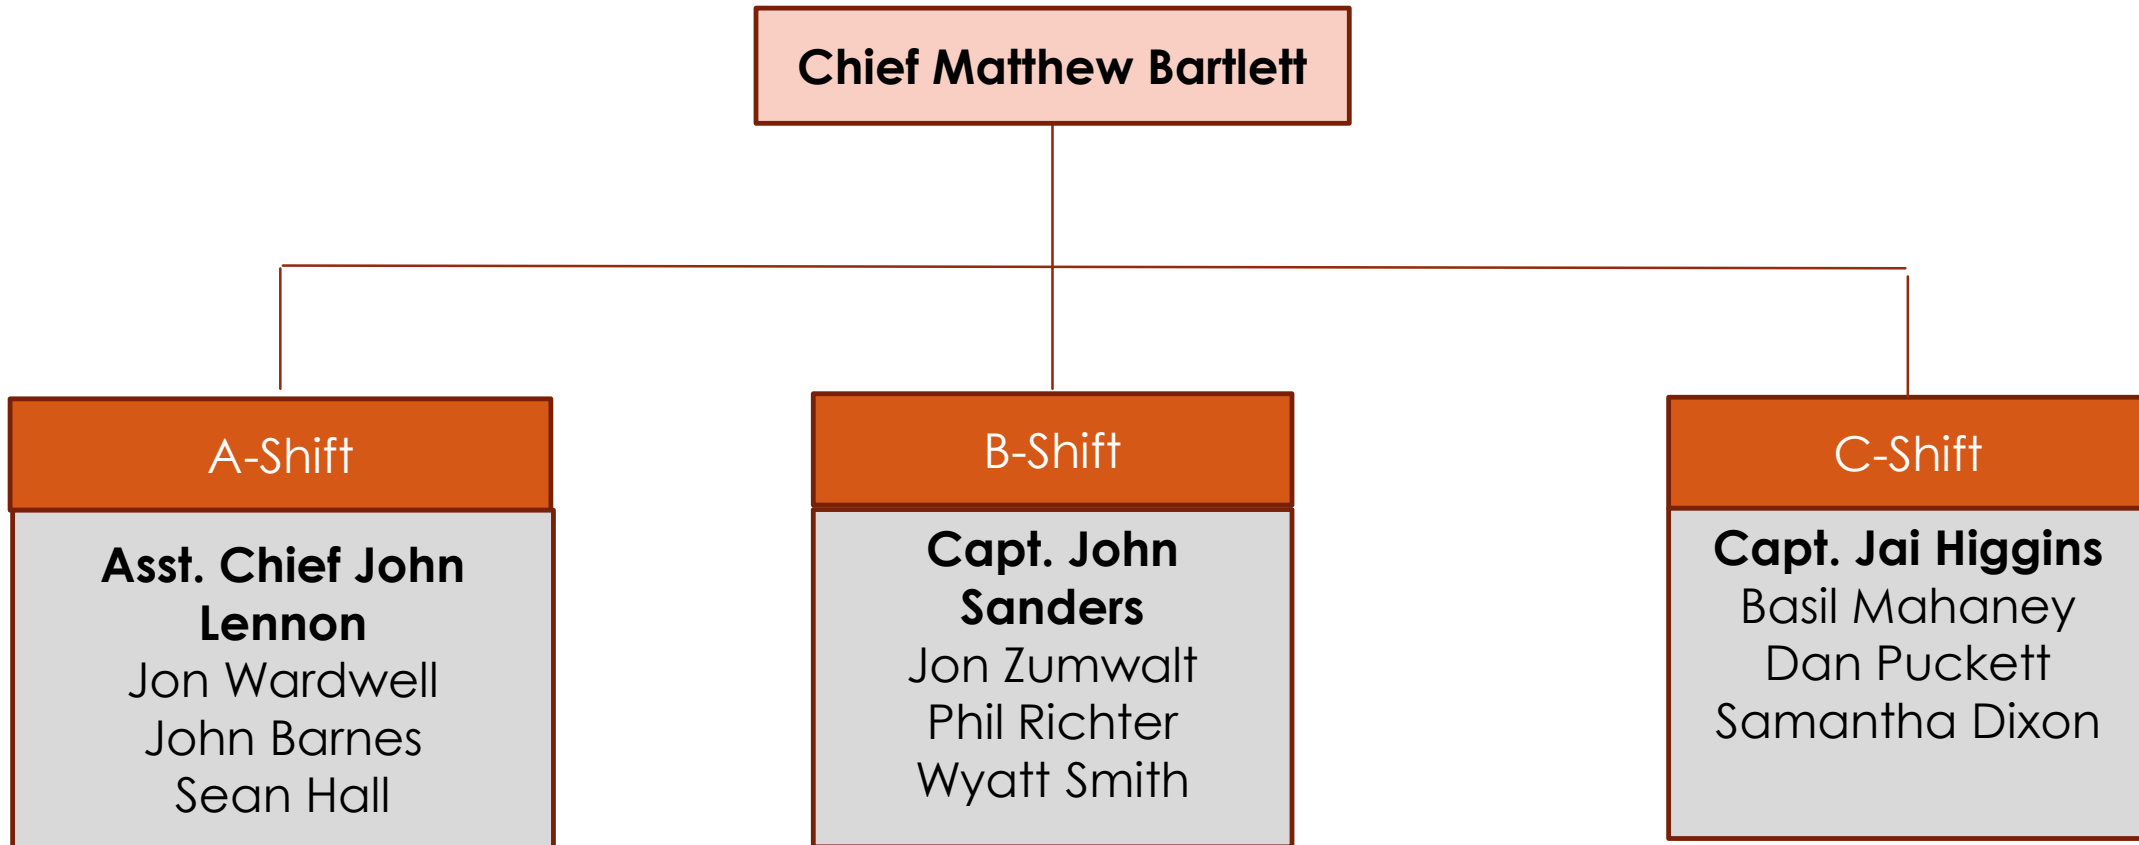 Chief Matthew Bartlett
A-Shift
Asst. Chief John
Lennon
Jon Wardwell
John Barnes
Sean Hall
B-Shift
Capt. John
Sanders
Jon Zumwalt
Phil Richter
Wyatt Smith
C-Shift
Capt. Jai Higgins
Basil Mahaney
Dan Puckett
Samantha Dixon